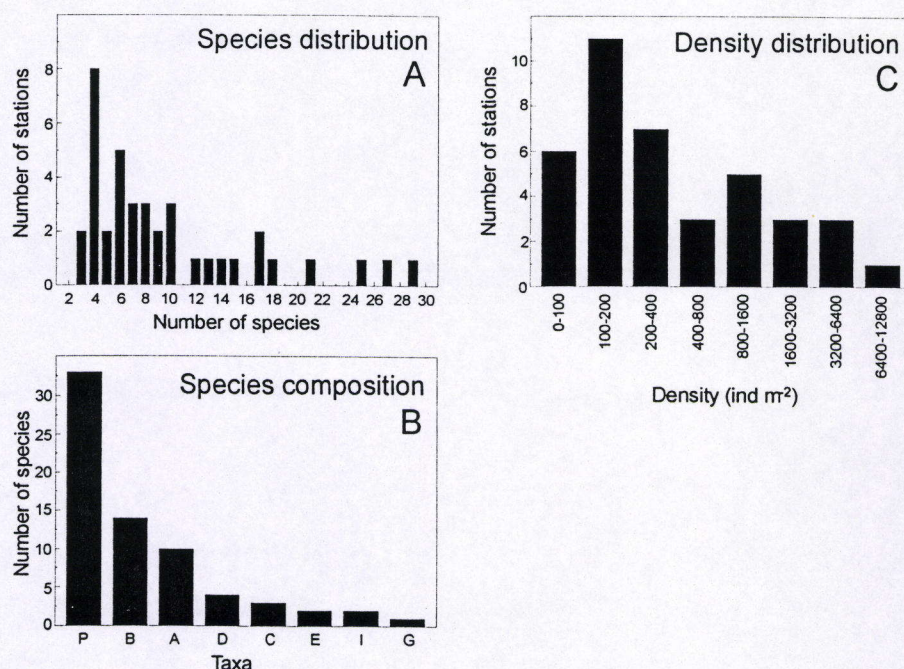 Species distribution
A
Number of stations
8
6
4
2
0
2 4 6 8 10 12 14 16 18 20 22 24 26 28 30
Number of species
Species composition
B
Number of species
30
25
20
15
10
5
0
P B A D C E I G
Taxa
Density distribution
C
Number of stations
10
8
6
4
2
0
0-100
100-200
200-400
400-800
800-1600
1600-3200
3200-6400
6400-12800
Density (ind m²)